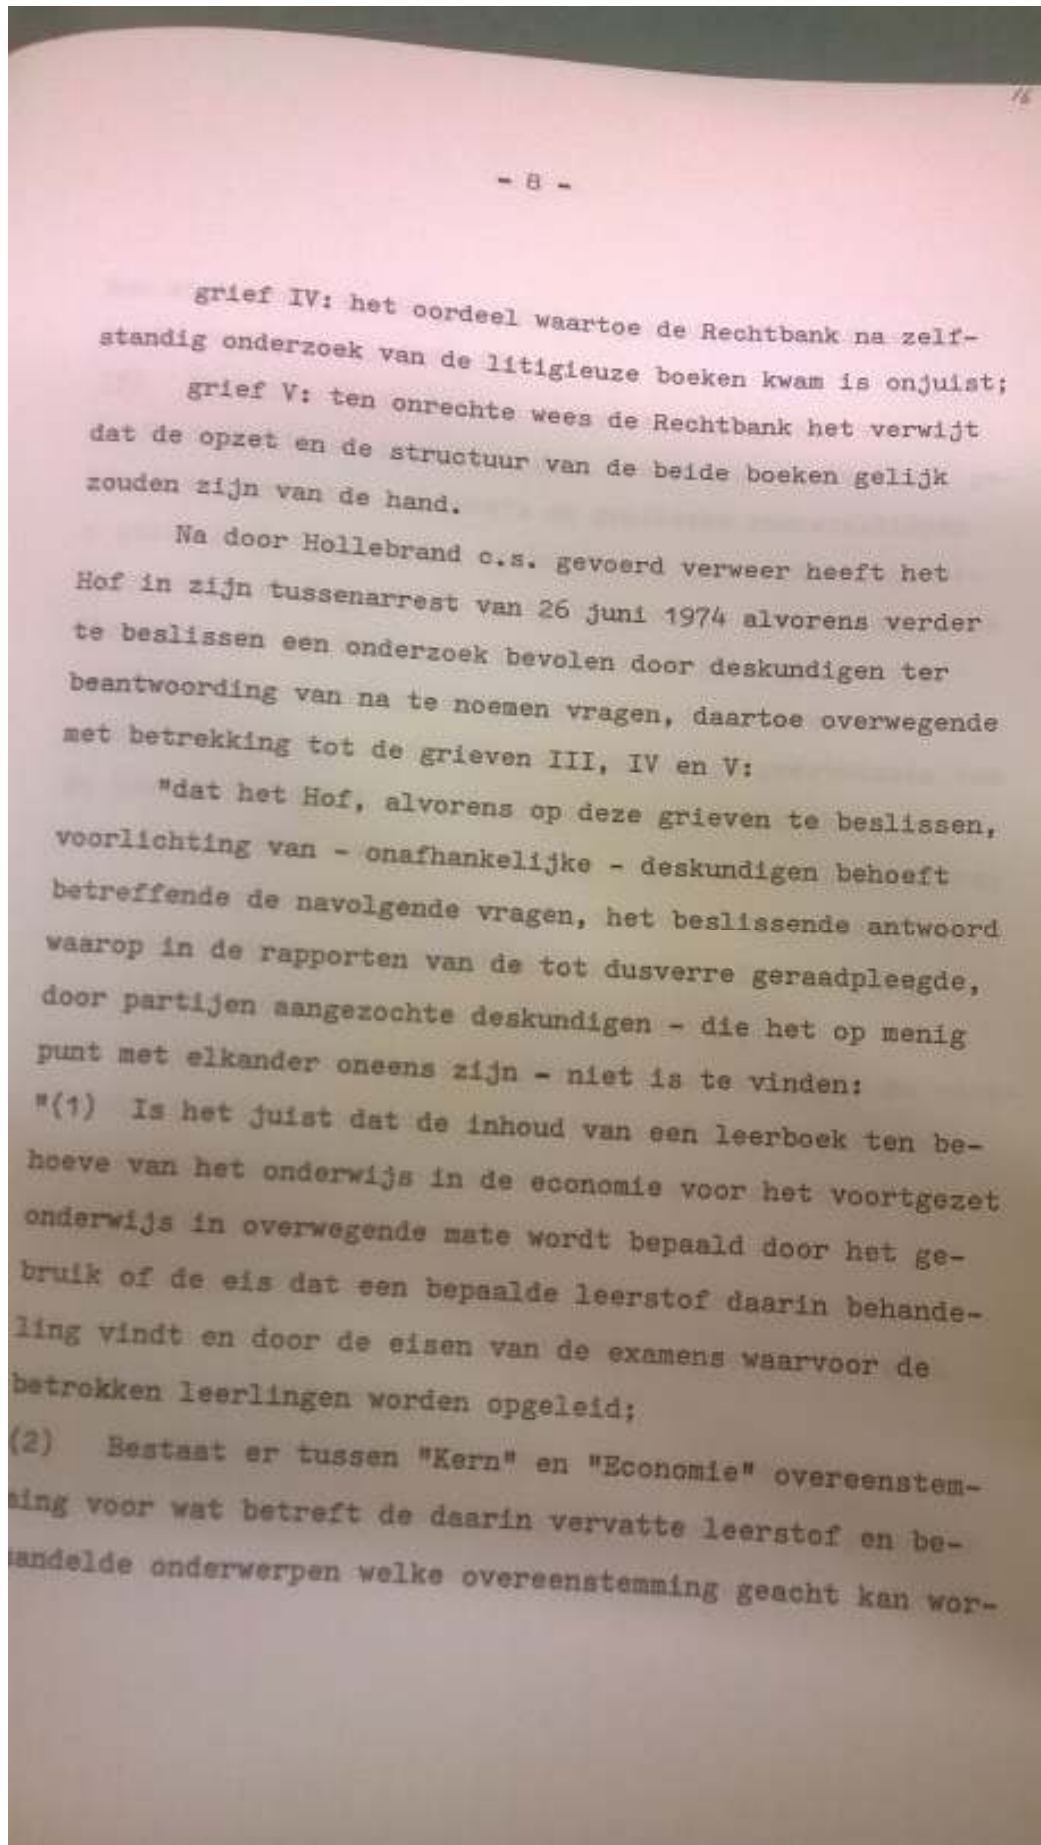 16
- 8 -
grief IV: het oordeel waartoe de Rechtbank na zelf-
standig onderzoek van de litigieuze boeken kwam is onjuist;
grief V: ten onrechte wees de Rechtbank het verwijt
dat de opzet en de structuur van de beide boeken gelijk
zouden zijn van de hand.
Na door Hollebrand c.s. gevoerd verweer heeft het
Hof in zijn tussenarrest van 26 juni 1974 alvorens verder
te beslissen een onderzoek bevolen door deskundigen ter
beantwoording van na te noemen vragen, daartoe overwegende
met betrekking tot de grieven III, IV en V:
"dat het Hof, alvorens op deze grieven te beslissen,
voorlichting van - onafhankelijke - deskundigen behoeft
betreffende de navolgende vragen, het beslissende antwoord
waarop in de rapporten van de tot dusverre geraadpleegde,
door partijen aangezochte deskundigen - die het op menig
punt met elkander oneens zijn - niet is te vinden:
"(1) Is het juist dat de inhoud van een leerboek ten be-
hoeve van het onderwijs in de economie voor het voortgezet
onderwijs in overwegende mate wordt bepaald door het ge-
bruik of de eis dat een bepaalde leerstof daarin behande-
ling vindt en door de eisen van de examens waarvoor de
betrokken leerlingen worden opgeleid;
(2) Bestaat er tussen "Kern" en "Economie" overeenstem-
ming voor wat betreft de daarin vervatte leerstof en be-
handelde onderwerpen welke overeenstemming geacht kan wor-